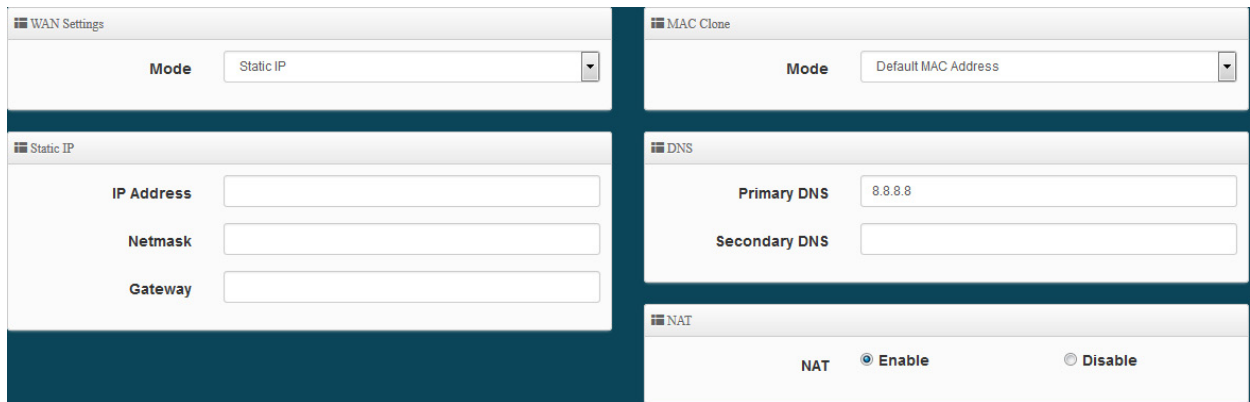 WAN Settings
Mode Static IP
Static IP
IP Address
Netmask
Gateway
MAC Clone
Mode Default MAC Address
DNS
Primary DNS 8.8.8.8
Secondary DNS
NAT
NAT Enable Disable